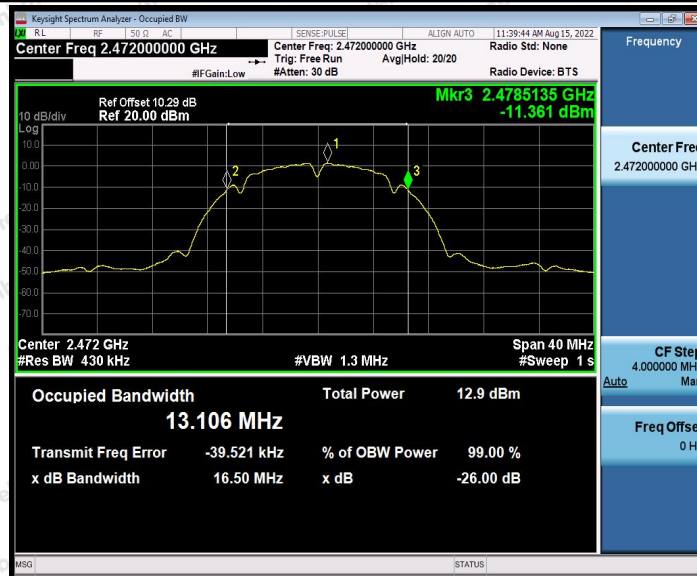 Keysight Spectrum Analyzer - Occupied BW
LXI RL RF 50 Ω AC SENSE:PULSE ALIGN AUTO 11:39:44 AM Aug 15, 2022
Center Freq 2.472000000 GHz
Center Freq: 2.472000000 GHz
Radio Std: None
Trig: Free Run Avg|Hold: 20/20
#IFGain:Low #Atten: 30 dB Radio Device: BTS
Frequency
Ref Offset 10.29 dB
Mkr3 2.4785135 GHz
10 dB/div Ref 20.00 dBm -11.361 dBm
Log
10.0
0.00
-10.0
-20.0
-30.0
-40.0
-50.0
-60.0
-70.0
1
2
3
Center 2.472 GHz Span 40 MHz
#Res BW 430 kHz #VBW 1.3 MHz #Sweep 1 s
Center Freq
2.472000000 GH
CF Step
4.000000 MH
Auto Man
Freq Offse
0 H
Occupied Bandwidth Total Power 12.9 dBm
13.106 MHz
Transmit Freq Error -39.521 kHz % of OBW Power 99.00 %
x dB Bandwidth 16.50 MHz x dB -26.00 dB
MSG STATUS